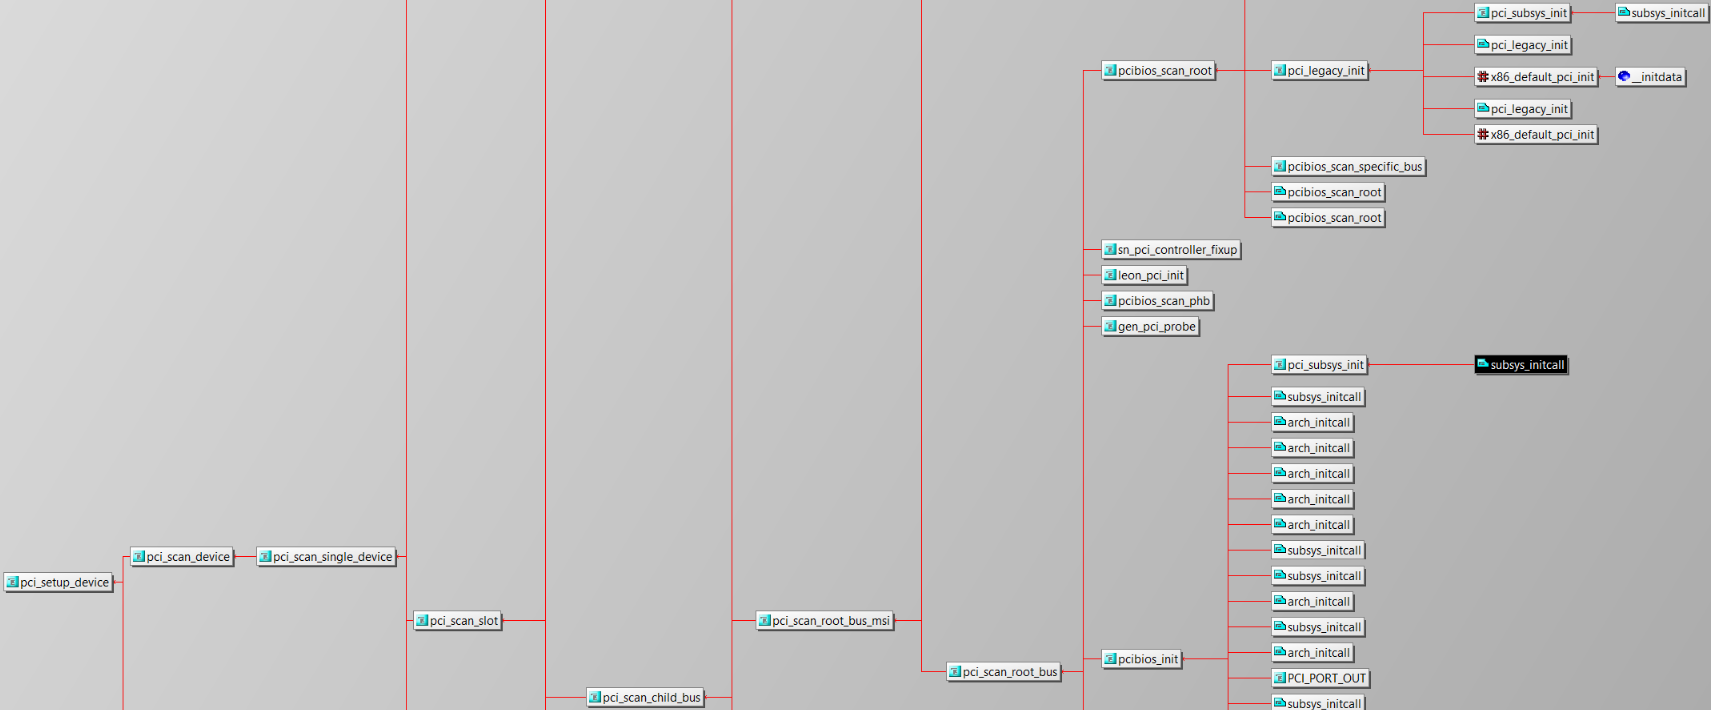 pci_subsys_init
subsys_initcall
pci_legacy_init
pcibios_scan_root
pci_legacy_init
x86_default_pci_init
__initdata
pci_legacy_init
x86_default_pci_init
pcibios_scan_specific_bus
pcibios_scan_root
pcibios_scan_root
sn_pci_controller_fixup
leon_pci_init
pcibios_scan_phb
gen_pci_probe
pci_subsys_init
subsys_initcall
subsys_initcall
arch_initcall
arch_initcall
arch_initcall
arch_initcall
arch_initcall
subsys_initcall
pci_scan_device
pci_scan_single_device
pci_setup_device
subsys_initcall
arch_initcall
pci_scan_slot
pci_scan_root_bus_msi
subsys_initcall
arch_initcall
pcibios_init
pci_scan_root_bus
PCI_PORT_OUT
pci_scan_child_bus
subsys_initcall